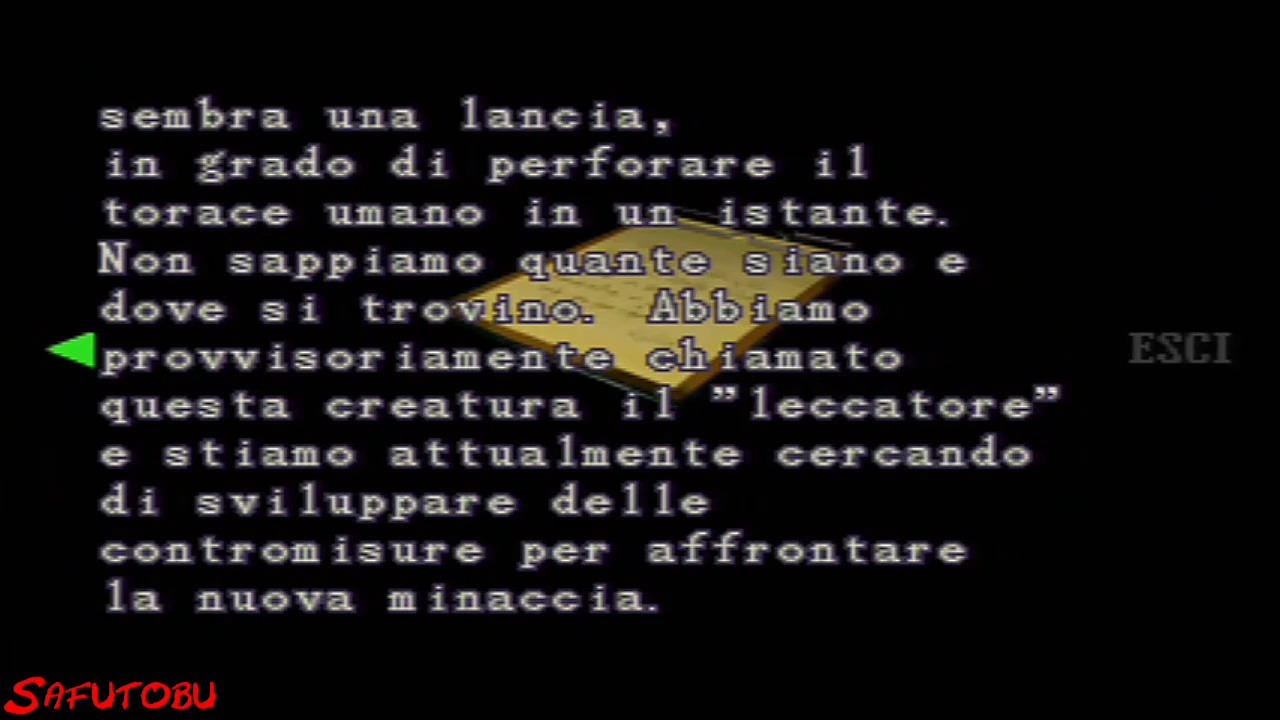 sembra una lancia,
in grado di perforare il
torace umano in un istante.
Non sappiamo quante siano e
dove si trovino. Abbiamo
provvisoriamente chiamato
questa creatura il "leccatore"
e stiamo attualmente cercando
di sviluppare delle
contromisure per affrontare
la nuova minaccia.
ESCI
SAFUTOBU